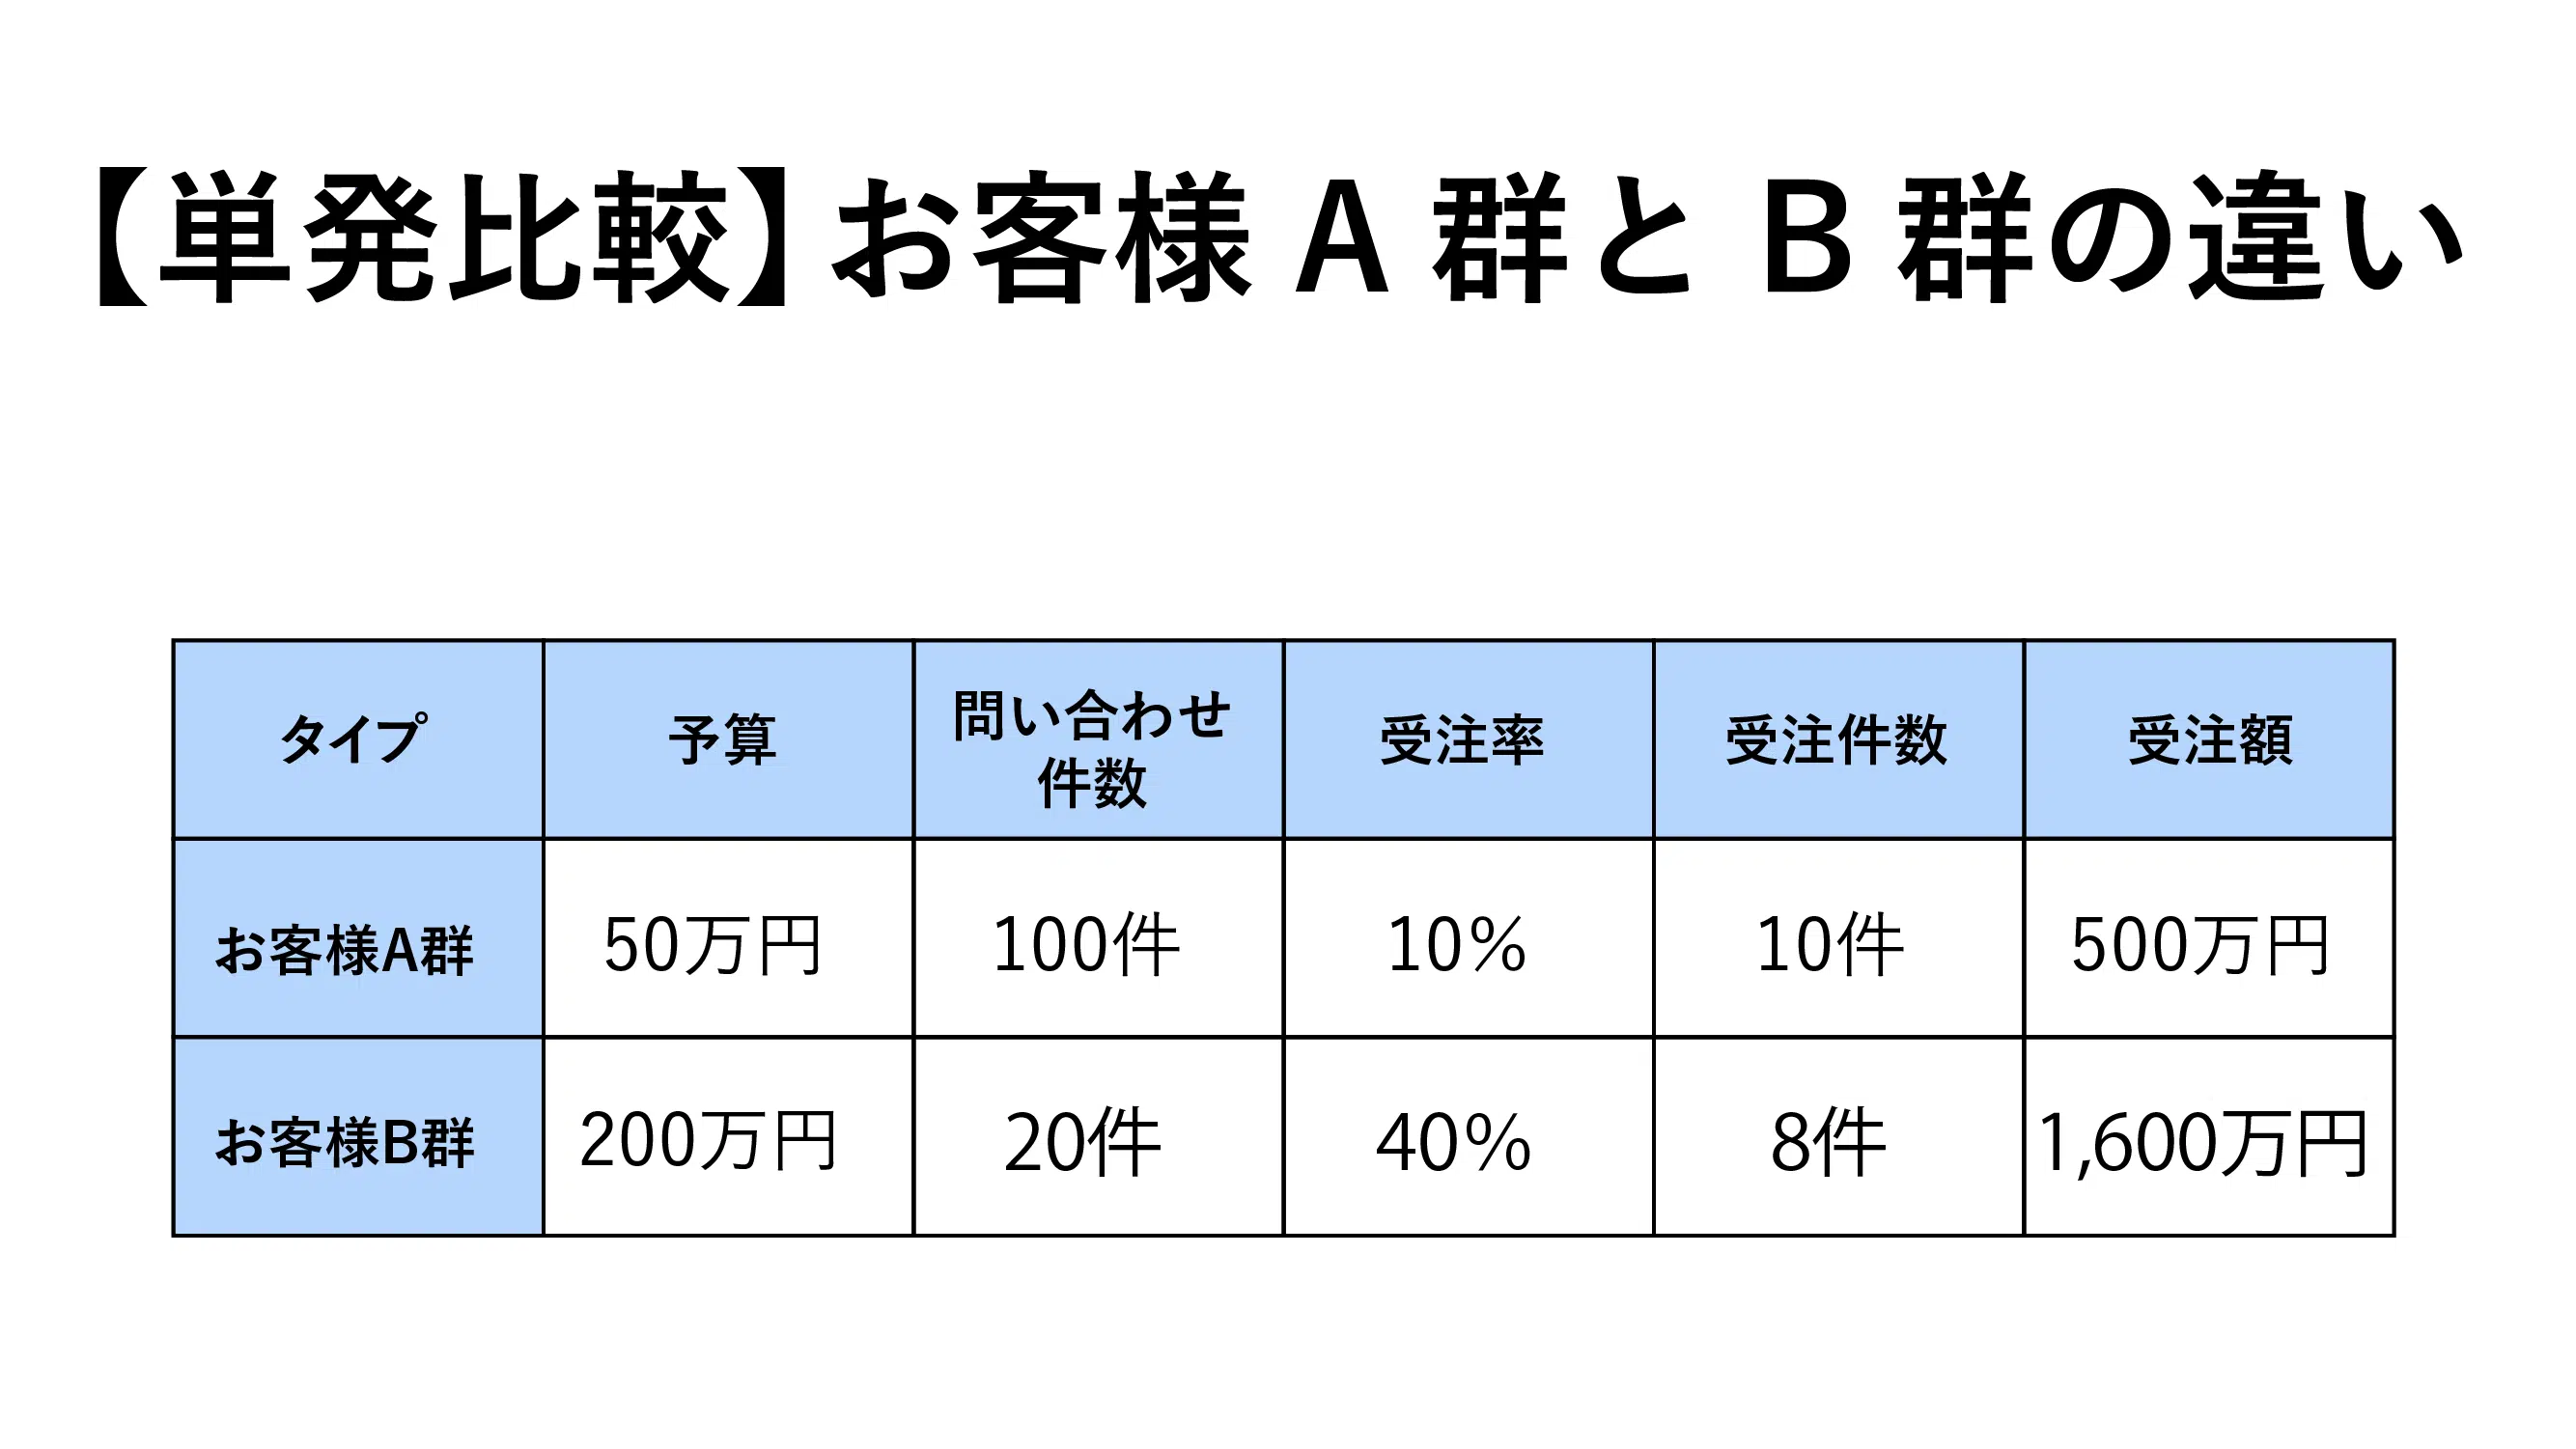 【単発比較】お客様 A 群と B 群の違い
タイプ 予算 問い合わせ 受注率 受注件数 受注額
件数
お客様A群 50万円 100件 10% 10件 500万円
お客様B群 200万円 20件 40% 8件 1,600万円